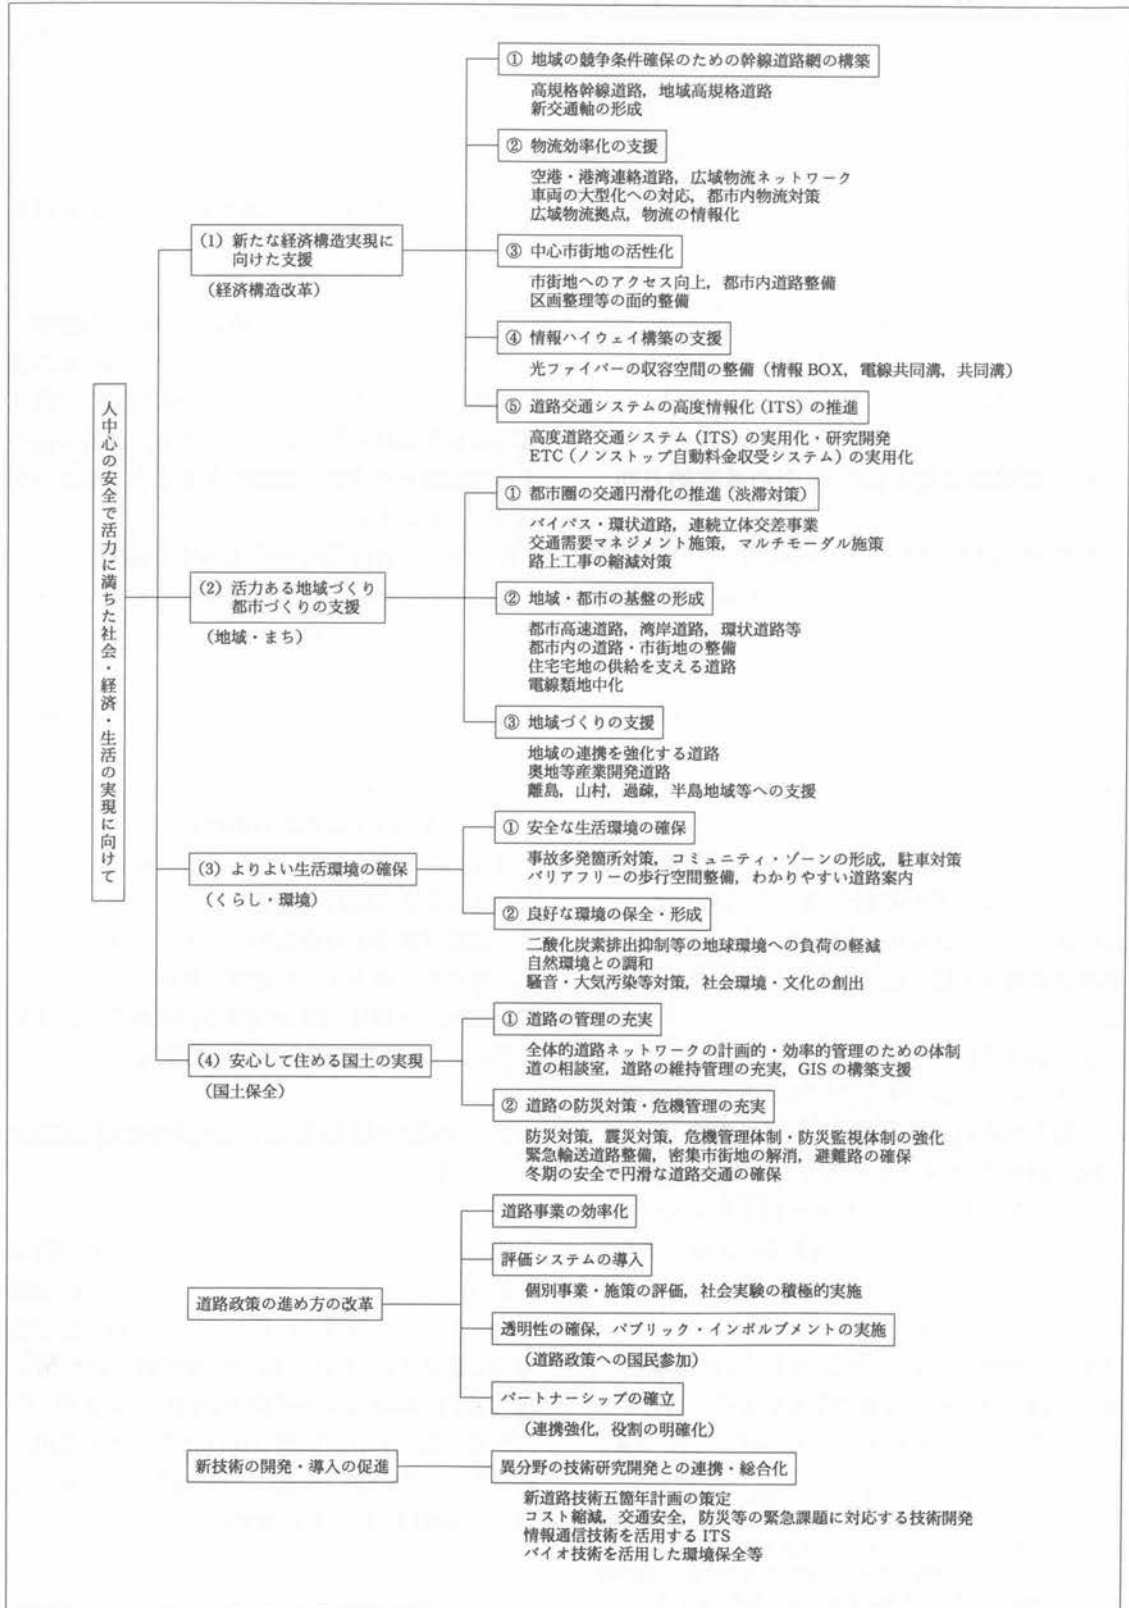 人中心の安全で活力に満ちた社会・経済・生活の実現に向けて
(1) 新たな経済構造実現に
向けた支援
(経済構造改革)
① 地域の競争条件確保のための幹線道路網の構築
高規格幹線道路，地域高規格道路
新交通軸の形成
② 物流効率化の支援
空港・港湾連絡道路，広域物流ネットワーク
車両の大型化への対応，都市内物流対策
広域物流拠点，物流の情報化
③ 中心市街地の活性化
市街地へのアクセス向上，都市内道路整備
区画整理等の面的整備
④ 情報ハイウェイ構築の支援
光ファイバーの収容空間の整備 (情報 BOX，電線共同溝，共同溝)
⑤ 道路交通システムの高度情報化 (ITS) の推進
高度道路交通システム (ITS) の実用化・研究開発
ETC (ノンストップ自動料金収受システム) の実用化
(2) 活力ある地域づくり
都市づくりの支援
(地域・まち)
① 都市圏の交通円滑化の推進 (渋滞対策)
バイパス・環状道路，連続立体交差事業
交通需要マネジメント施策，マルチモーダル施策
路上工事の縮減対策
② 地域・都市の基盤の形成
都市高速道路，湾岸道路，環状道路等
都市内の道路・市街地の整備
住宅宅地の供給を支える道路
電線類地中化
③ 地域づくりの支援
地域の連携を強化する道路
奥地等産業開発道路
離島，山村，過疎，半島地域等への支援
(3) よりよい生活環境の確保
(くらし・環境)
① 安全な生活環境の確保
事故多発箇所対策，コミュニティ・ゾーンの形成，駐車対策
バリアフリーの歩行空間整備，わかりやすい道路案内
② 良好な環境の保全・形成
二酸化炭素排出抑制等の地球環境への負荷の軽減
自然環境との調和
騒音・大気汚染等対策，社会環境・文化の創出
(4) 安心して住める国土の実現
(国土保全)
① 道路の管理の充実
全体的道路ネットワークの計画的・効率的管理のための体制
道の相談室，道路の維持管理の充実，GIS の構築支援
② 道路の防災対策・危機管理の充実
防災対策，震災対策，危機管理体制・防災監視体制の強化
緊急輸送道路整備，密集市街地の解消，避難路の確保
冬期の安全で円滑な道路交通の確保
道路政策の進め方の改革
道路事業の効率化
評価システムの導入
個別事業・施策の評価，社会実験の積極的実施
透明性の確保，パブリック・インボルブメントの実施
(道路政策への国民参加)
パートナーシップの確立
(連携強化，役割の明確化)
新技術の開発・導入の促進
異分野の技術研究開発との連携・総合化
新道路技術五箇年計画の策定
コスト縮減，交通安全，防災等の緊急課題に対応する技術開発
情報通信技術を活用する ITS
バイオ技術を活用した環境保全等